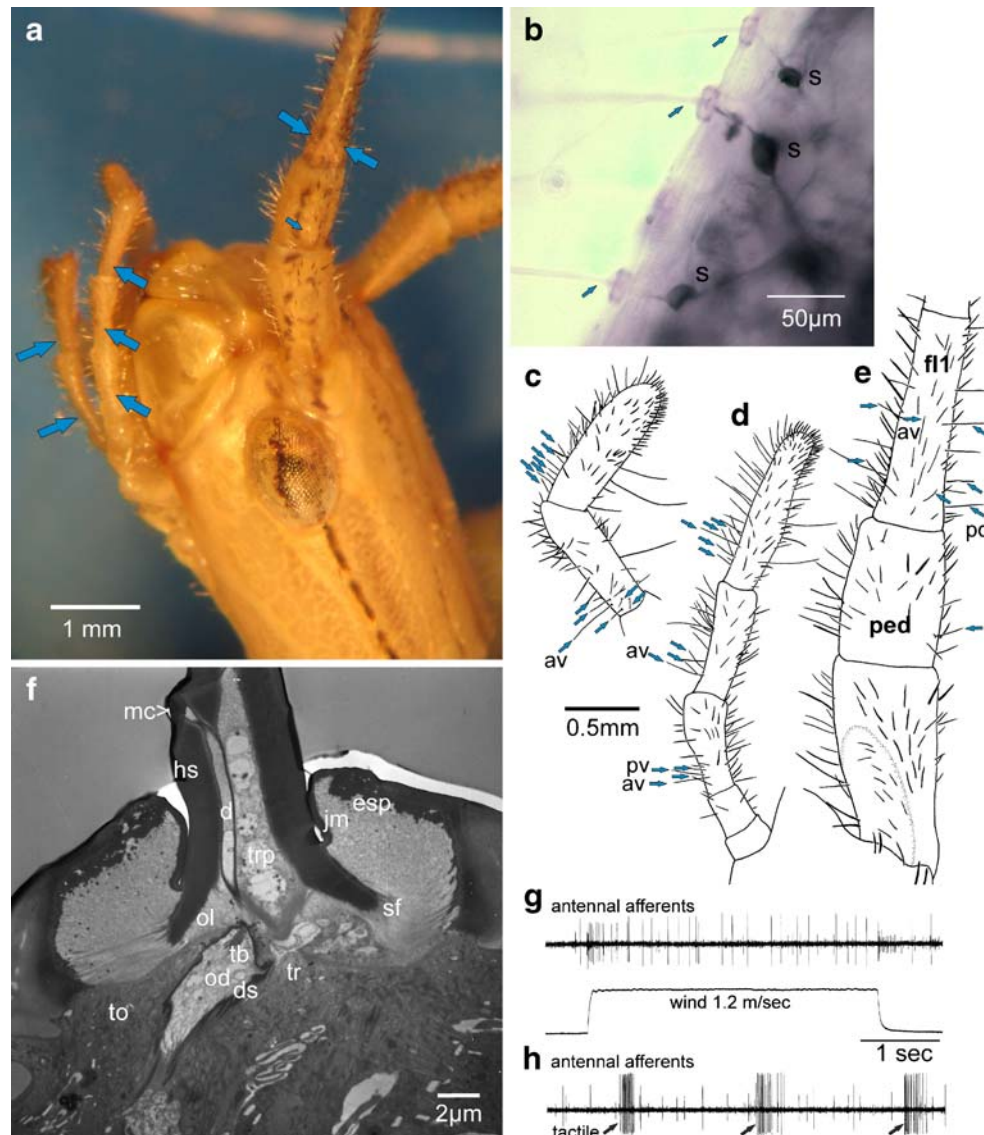 a
1 mm
b
S
S
S
50µm
c
av
0.5mm
d
av
pv
av
e
fl1
av
pc
ped
f
mc>
hs
d
esp
jm
trp
sf
ol
tb
od
ds
tr
to
2µm
g
antennal afferents
wind 1.2 m/sec
1 sec
h
antennal afferents
tactile